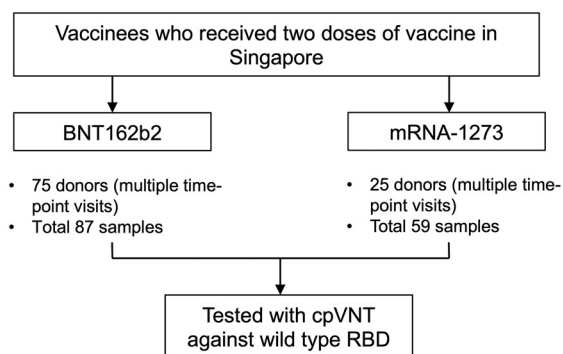 Vaccinees who received two doses of vaccine in
Singapore
BNT162b2
mRNA-1273
• 75 donors (multiple time-
point visits)
• Total 87 samples
• 25 donors (multiple time-
point visits)
• Total 59 samples
Tested with cpVNT
against wild type RBD